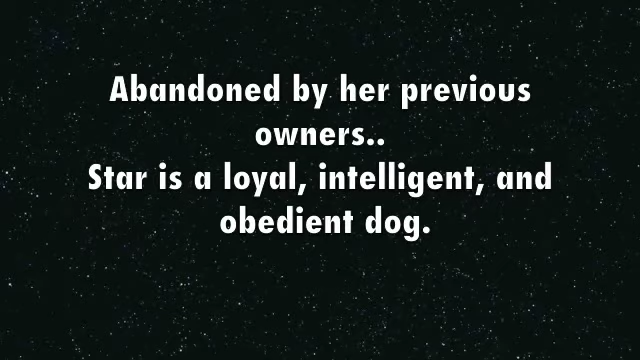 Abandoned by her previous
owners..
Star is a loyal, intelligent, and
obedient dog.